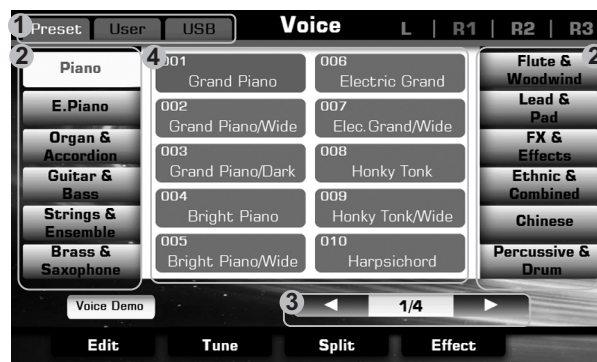 1 Preset User USB Voice L | R1 | R2 | R3
2 4 2
Piano
E.Piano
Organ &
Accordion
Guitar &
Bass
Strings &
Ensemble
Brass &
Saxophone
001
Grand Piano
002
Grand Piano/Wide
003
Grand Piano/Dark
004
Bright Piano
005
Bright Piano/Wide
006
Electric Grand
007
Elec.Grand/Wide
008
Honky Tonk
009
Honky Tonk/Wide
010
Harpsichord
Flute &
Woodwind
Lead &
Pad
FX &
Effects
Ethnic &
Combined
Chinese
Percussive &
Drum
Voice Demo
3 ◀ 1/4 ▶
Edit Tune Split Effect